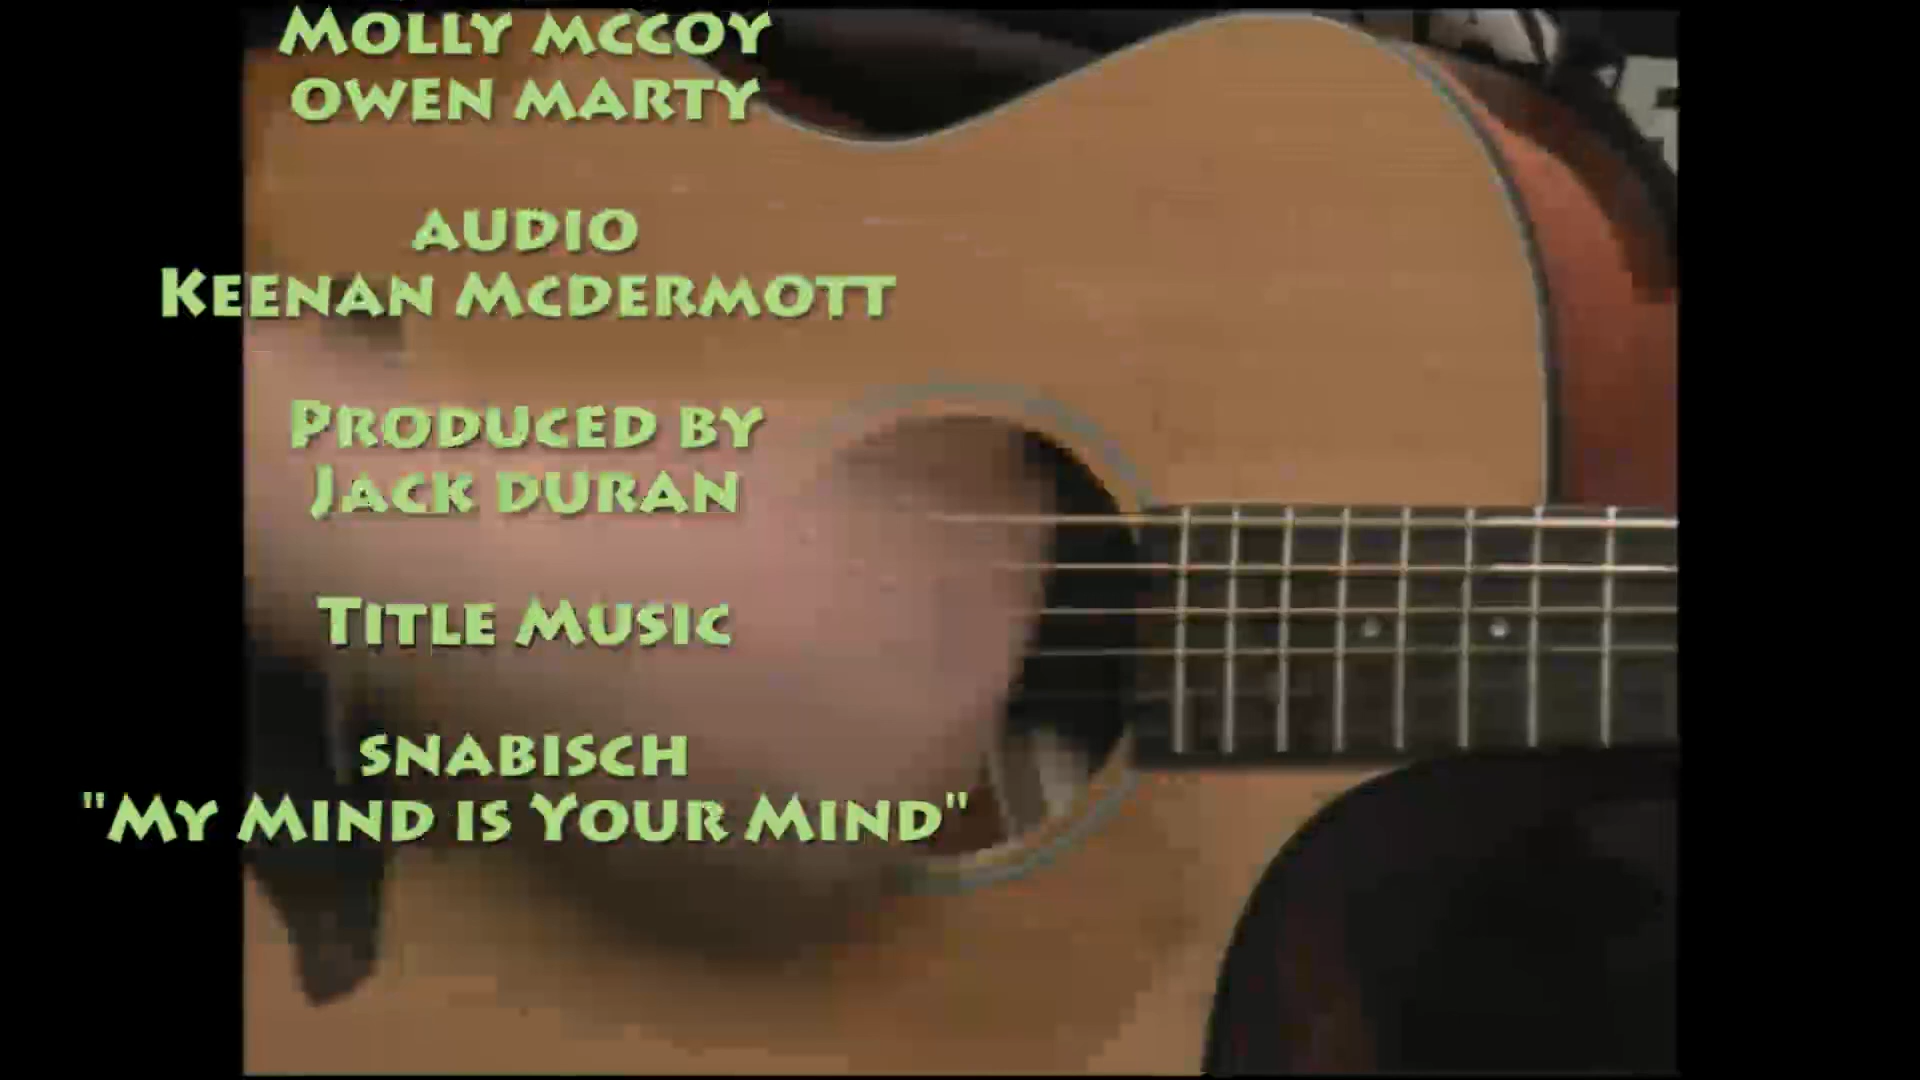 Molly McCoy
Owen Marty
Audio
Keenan McDermott
Produced by
Jack Duran
Title Music
Snabisch
"My Mind is Your Mind"